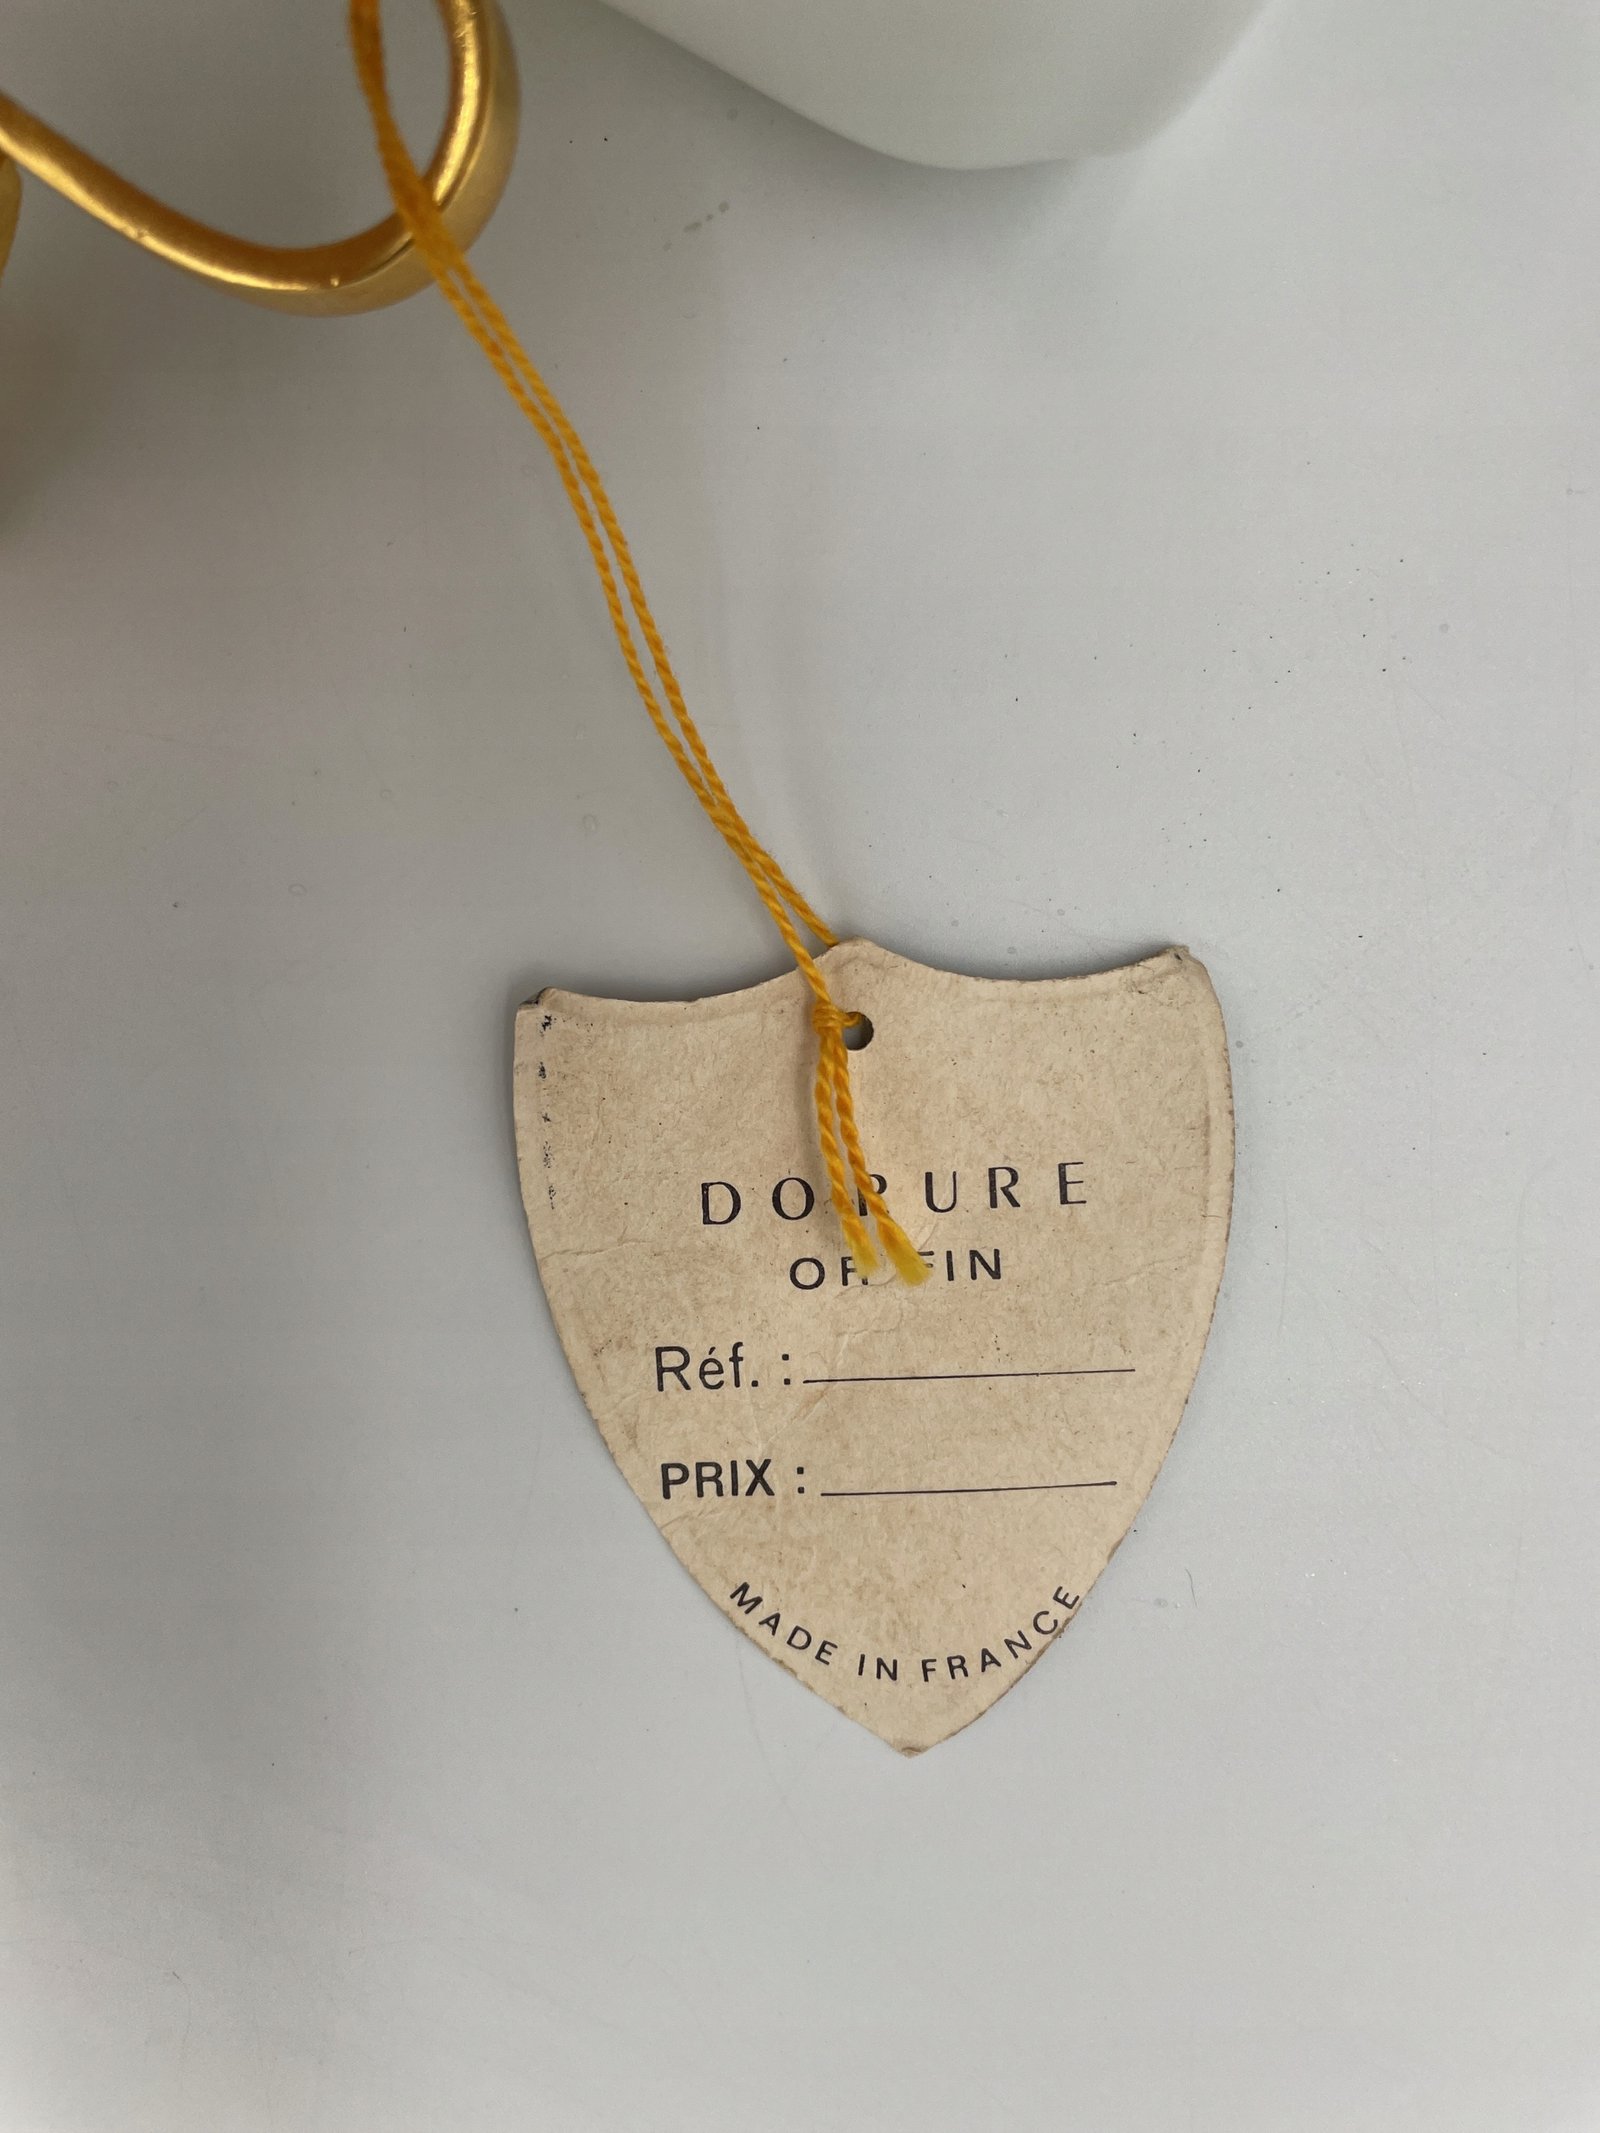 DORURE
OR FIN
Réf. :
PRIX :
MADE IN FRANCE